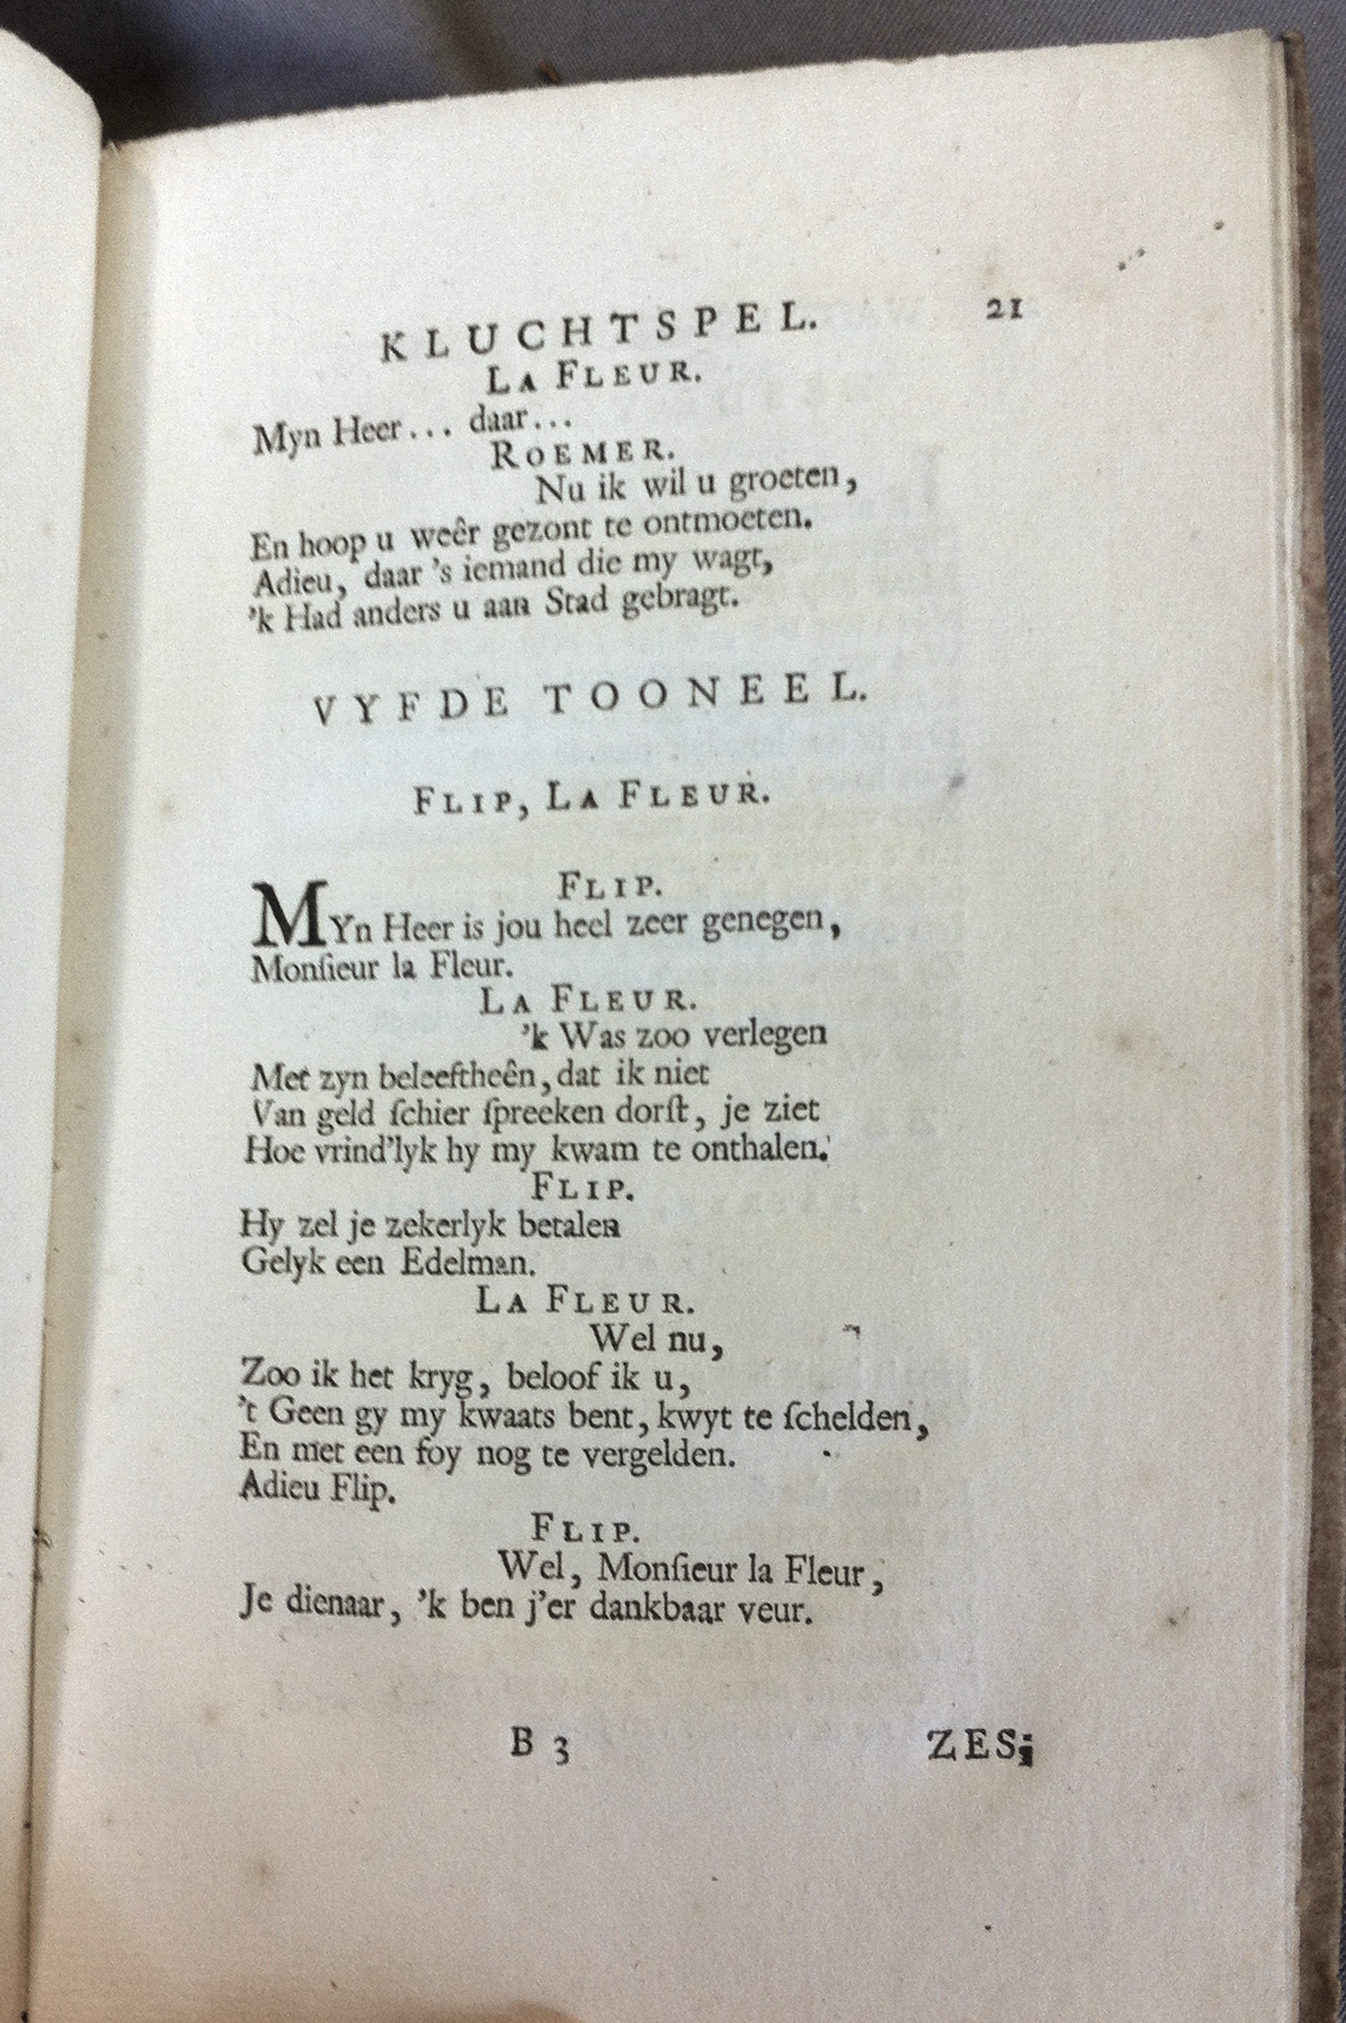 KLUCHTSPEL. 21
LA FLEUR.
Myn Heer... daar...
ROEMER.
Nu ik wil u groeten,
En hoop u weêr gezont te ontmoeten.
Adieu, daar 's iemand die my wagt,
'k Had anders u aan Stad gebragt.
VYFDE TOONEEL.
FLIP, LA FLEUR.
FLIP.
MYn Heer is jou heel zeer genegen,
Monſieur la Fleur.
LA FLEUR.
'k Was zoo verlegen
Met zyn beleeftheên, dat ik niet
Van geld ſchier ſpreeken dorſt, je ziet
Hoe vrind'lyk hy my kwam te onthalen.
FLIP.
Hy zel je zekerlyk betalen
Gelyk een Edelman.
LA FLEUR.
Wel nu,
Zoo ik het kryg, beloof ik u,
't Geen gy my kwaats bent, kwyt te ſchelden,
En met een foy nog te vergelden.
Adieu Flip.
FLIP.
Wel, Monſieur la Fleur,
Je dienaar, 'k ben j'er dankbaar veur.
B 3 ZES;